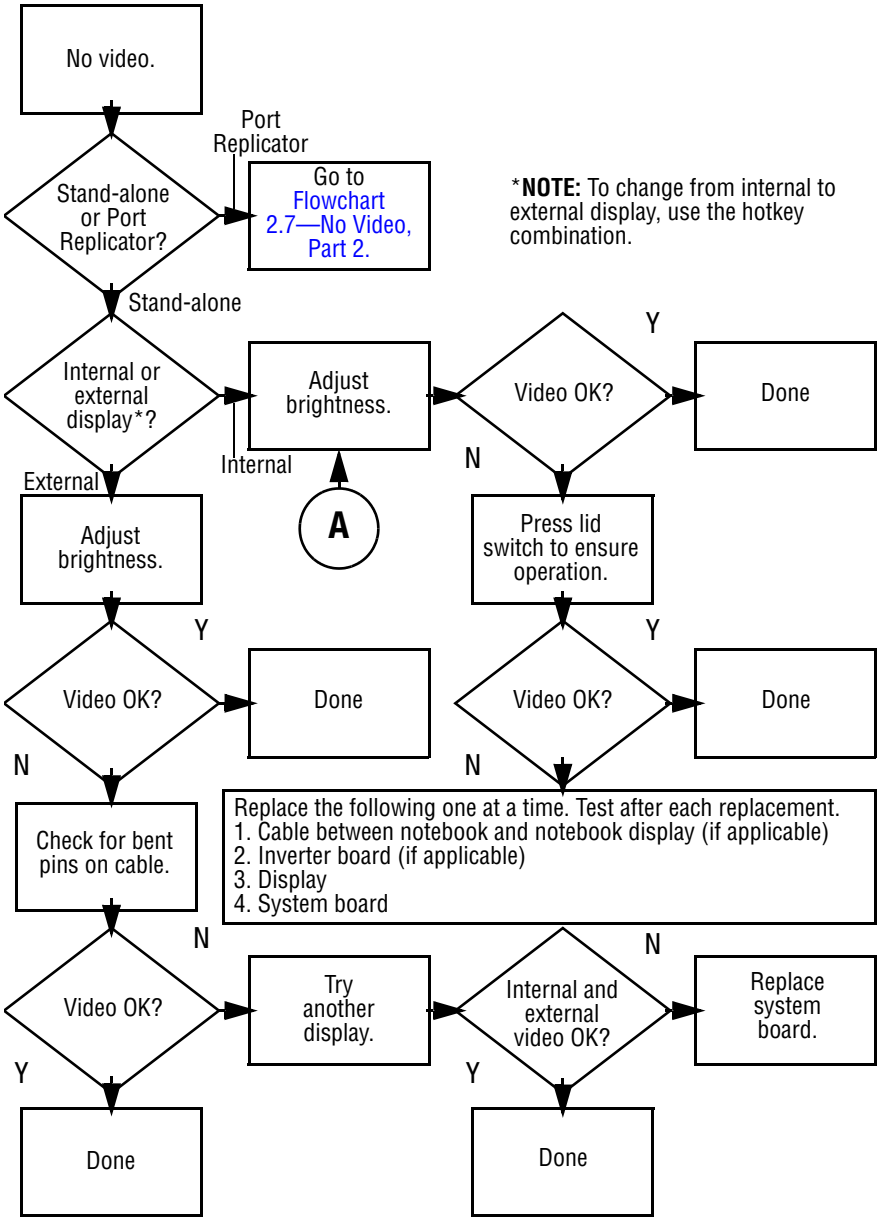 No video.
Port
Replicator
Stand-alone
or Port
Replicator?
Go to
Flowchart
2.7—No Video,
Part 2.
*NOTE: To change from internal to
external display, use the hotkey
combination.
Stand-alone
Internal or
external
display*?
Internal
Adjust
brightness.
A
Video OK?
Y
Done
N
Press lid
switch to ensure
operation.
Video OK?
Y
Done
N
Replace the following one at a time. Test after each replacement.
1. Cable between notebook and notebook display (if applicable)
2. Inverter board (if applicable)
3. Display
4. System board
External
Adjust
brightness.
Video OK?
Y
Done
N
Check for bent
pins on cable.
Video OK?
N
Try
another
display.
Internal and
external
video OK?
N
Replace
system
board.
Y
Done
Y
Done